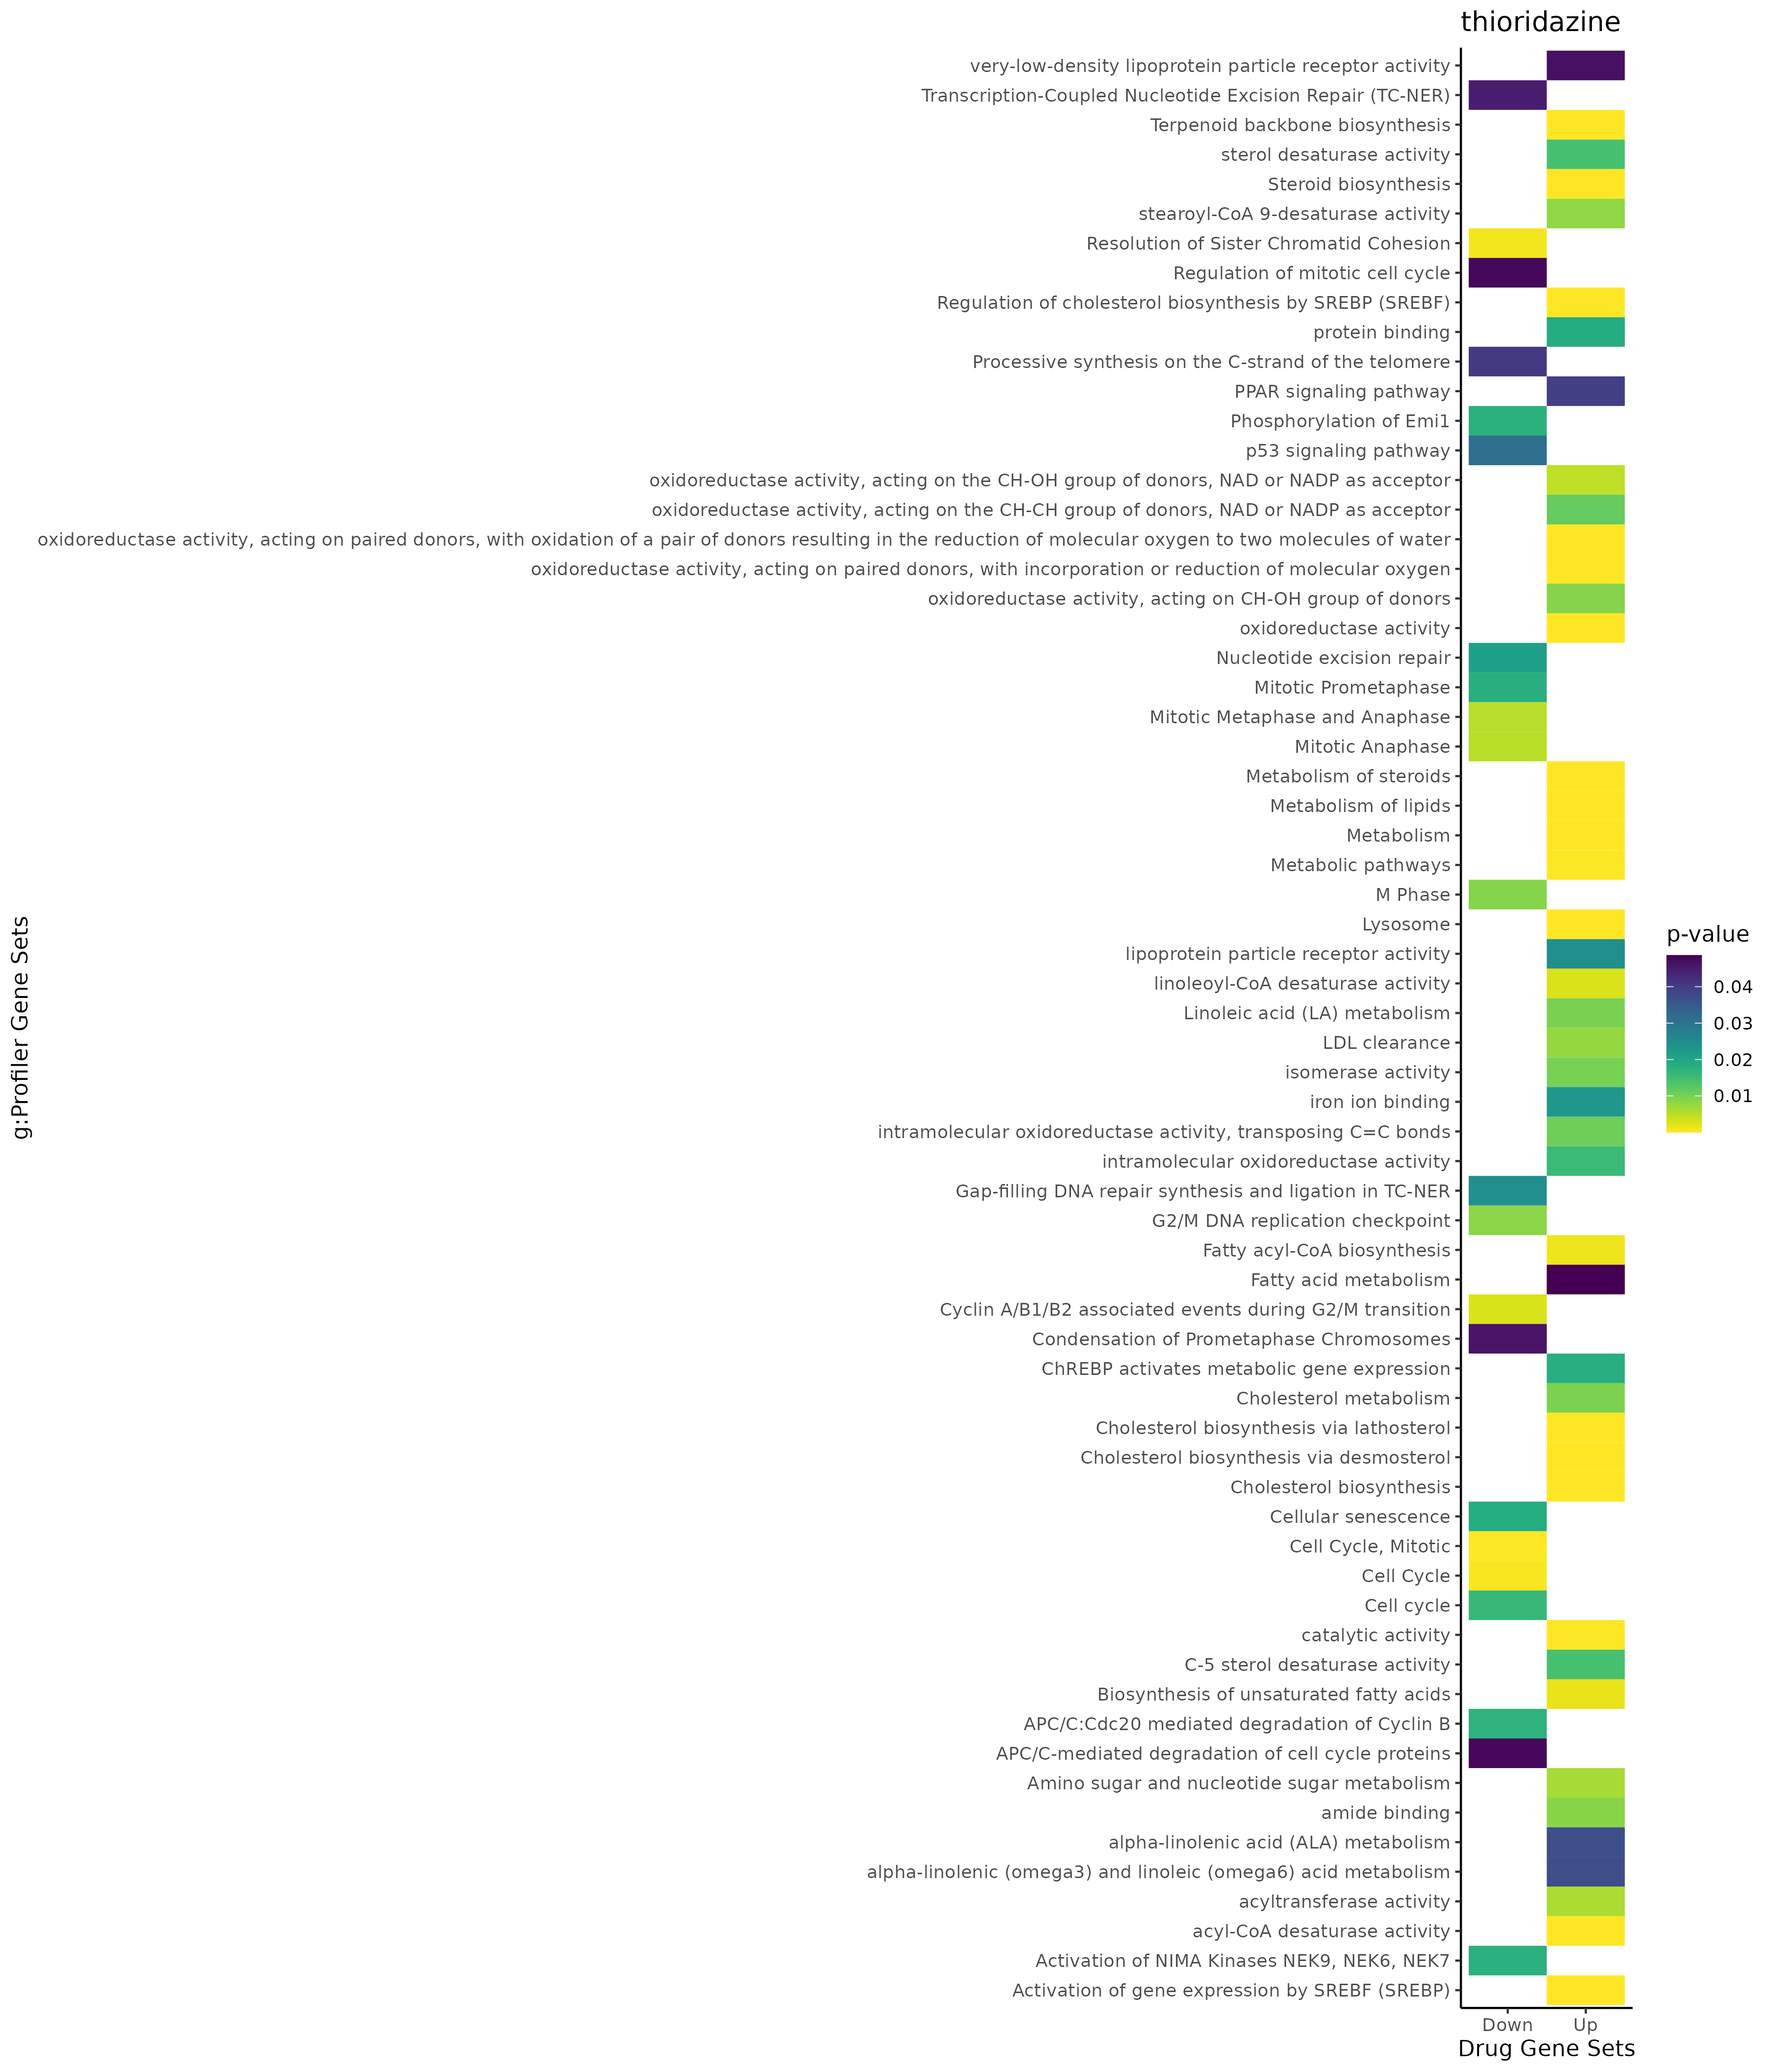 thioridazine
very-low-density lipoprotein particle receptor activity
Transcription-Coupled Nucleotide Excision Repair (TC-NER)
Terpenoid backbone biosynthesis
sterol desaturase activity
Steroid biosynthesis
stearoyl-CoA 9-desaturase activity
Resolution of Sister Chromatid Cohesion
Regulation of mitotic cell cycle
Regulation of cholesterol biosynthesis by SREBP (SREBF)
protein binding
Processive synthesis on the C-strand of the telomere
PPAR signaling pathway
Phosphorylation of Emi1
p53 signaling pathway
oxidoreductase activity, acting on the CH-OH group of donors, NAD or NADP as acceptor
oxidoreductase activity, acting on the CH-CH group of donors, NAD or NADP as acceptor
oxidoreductase activity, acting on paired donors, with oxidation of a pair of donors resulting in the reduction of molecular oxygen to two molecules of water
oxidoreductase activity, acting on paired donors, with incorporation or reduction of molecular oxygen
oxidoreductase activity, acting on CH-OH group of donors
oxidoreductase activity
Nucleotide excision repair
Mitotic Prometaphase
Mitotic Metaphase and Anaphase
Mitotic Anaphase
Metabolism of steroids
Metabolism of lipids
Metabolism
Metabolic pathways
M Phase
Lysosome
lipoprotein particle receptor activity
linoleoyl-CoA desaturase activity
Linoleic acid (LA) metabolism
LDL clearance
isomerase activity
iron ion binding
intramolecular oxidoreductase activity, transposing C=C bonds
intramolecular oxidoreductase activity
Gap-filling DNA repair synthesis and ligation in TC-NER
G2/M DNA replication checkpoint
Fatty acyl-CoA biosynthesis
Fatty acid metabolism
Cyclin A/B1/B2 associated events during G2/M transition
Condensation of Prometaphase Chromosomes
ChREBP activates metabolic gene expression
Cholesterol metabolism
Cholesterol biosynthesis via lathosterol
Cholesterol biosynthesis via desmosterol
Cholesterol biosynthesis
Cellular senescence
Cell Cycle, Mitotic
Cell Cycle
Cell cycle
catalytic activity
C-5 sterol desaturase activity
Biosynthesis of unsaturated fatty acids
APC/C:Cdc20 mediated degradation of Cyclin B
APC/C-mediated degradation of cell cycle proteins
Amino sugar and nucleotide sugar metabolism
amide binding
alpha-linolenic acid (ALA) metabolism
alpha-linolenic (omega3) and linoleic (omega6) acid metabolism
acyltransferase activity
acyl-CoA desaturase activity
Activation of NIMA Kinases NEK9, NEK6, NEK7
Activation of gene expression by SREBF (SREBP)
g:Profiler Gene Sets
Down Up
Drug Gene Sets
p-value
0.04
0.03
0.02
0.01